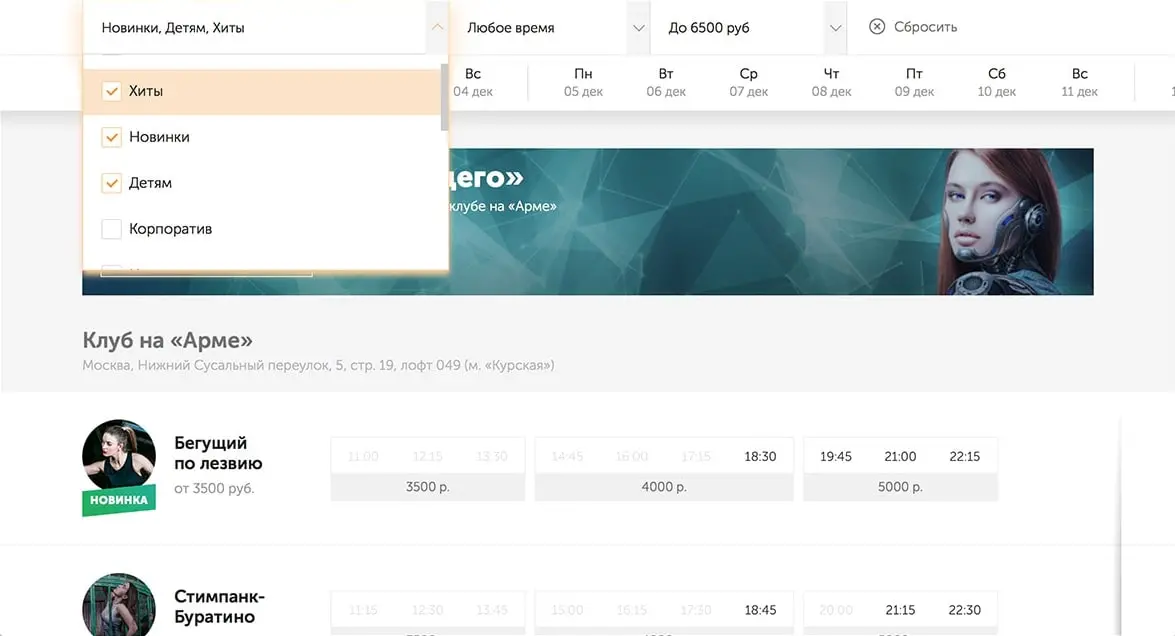 Новинки, Детям, Хиты
Любое время
До 6500 руб
Сбросить
Хиты
Новинки
Детям
Корпоратив
Вс
04 дек
Пн
05 дек
Вт
06 дек
Ср
07 дек
Чт
08 дек
Пт
09 дек
Сб
10 дек
Вс
11 дек
клубе на «Арме»
Клуб на «Арме»
Москва, Нижний Сусальный переулок, 5, стр. 19, лофт 049 (м. «Курская»)
Бегущий
по лезвию
от 3500 руб.
НОВИНКА
11:00 12:15 13:30
3500 р.
14:45 16:00 17:15 18:30
4000 р.
19:45 21:00 22:15
5000 р.
Стимпанк-
Буратино
11:15 12:30 13:45
15:00 16:15 17:30 18:45
20:00 21:15 22:30